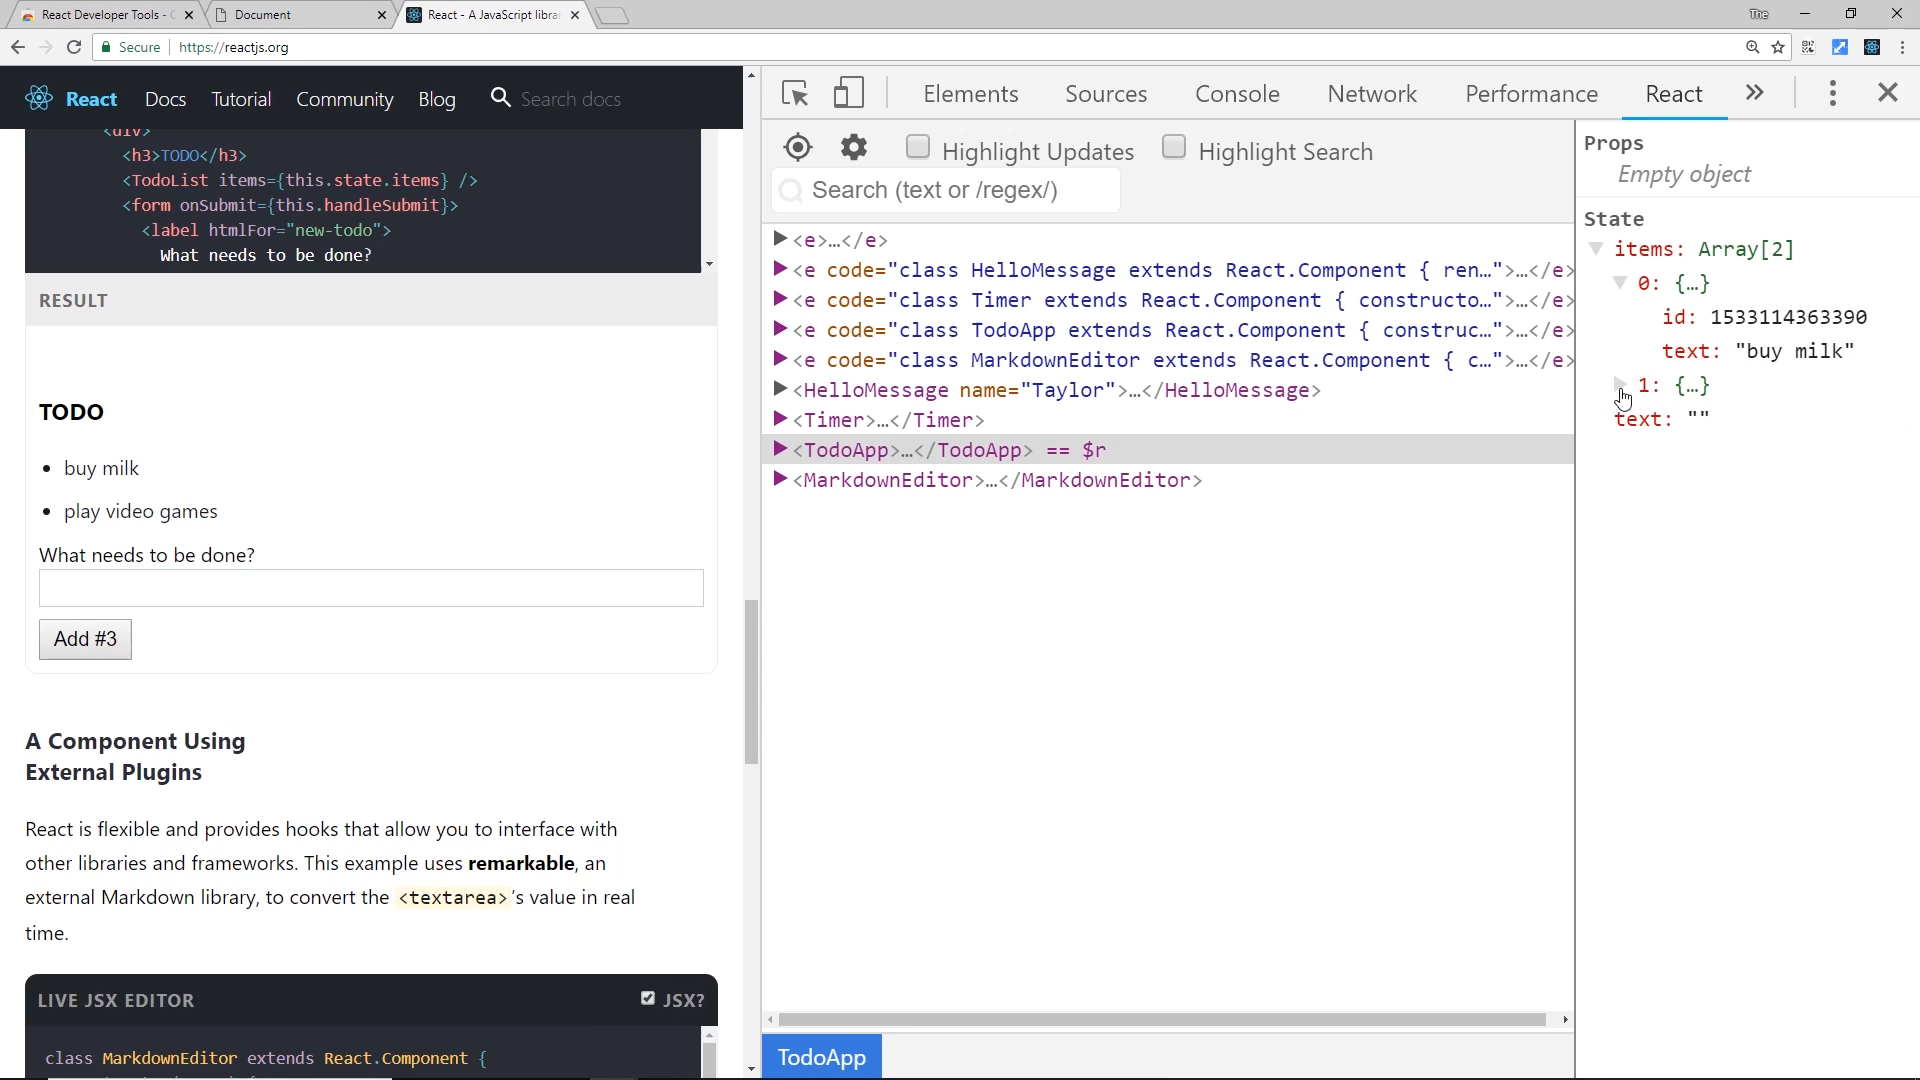 React Developer Tools - C
Document
React - A JavaScript librar
The
Secure
https://reactjs.org
React
Docs
Tutorial
Community
Blog
Search docs
<div>
<h3>TODO</h3>
<TodoList items={this.state.items} />
<form onSubmit={this.handleSubmit}>
<label htmlFor="new-todo">
What needs to be done?
RESULT
TODO
• buy milk
• play video games
What needs to be done?
Add #3
A Component Using
External Plugins
React is flexible and provides hooks that allow you to interface with
other libraries and frameworks. This example uses remarkable, an
external Markdown library, to convert the <textarea>'s value in real
time.
LIVE JSX EDITOR
JSX?
class MarkdownEditor extends React.Component {
Elements
Sources
Console
Network
Performance
React
Highlight Updates
Highlight Search
Search (text or /regex/)
<e>…</e>
<e code="class HelloMessage extends React.Component { ren…">…</e>
<e code="class Timer extends React.Component { constructo…">…</e>
<e code="class TodoApp extends React.Component { construc…">…</e>
<e code="class MarkdownEditor extends React.Component { c…">…</e>
<HelloMessage name="Taylor">…</HelloMessage>
<Timer>…</Timer>
<TodoApp>…</TodoApp> == $r
<MarkdownEditor>…</MarkdownEditor>
TodoApp
Props
Empty object
State
items: Array[2]
0: {…}
id: 1533114363390
text: "buy milk"
1: {…}
text: ""